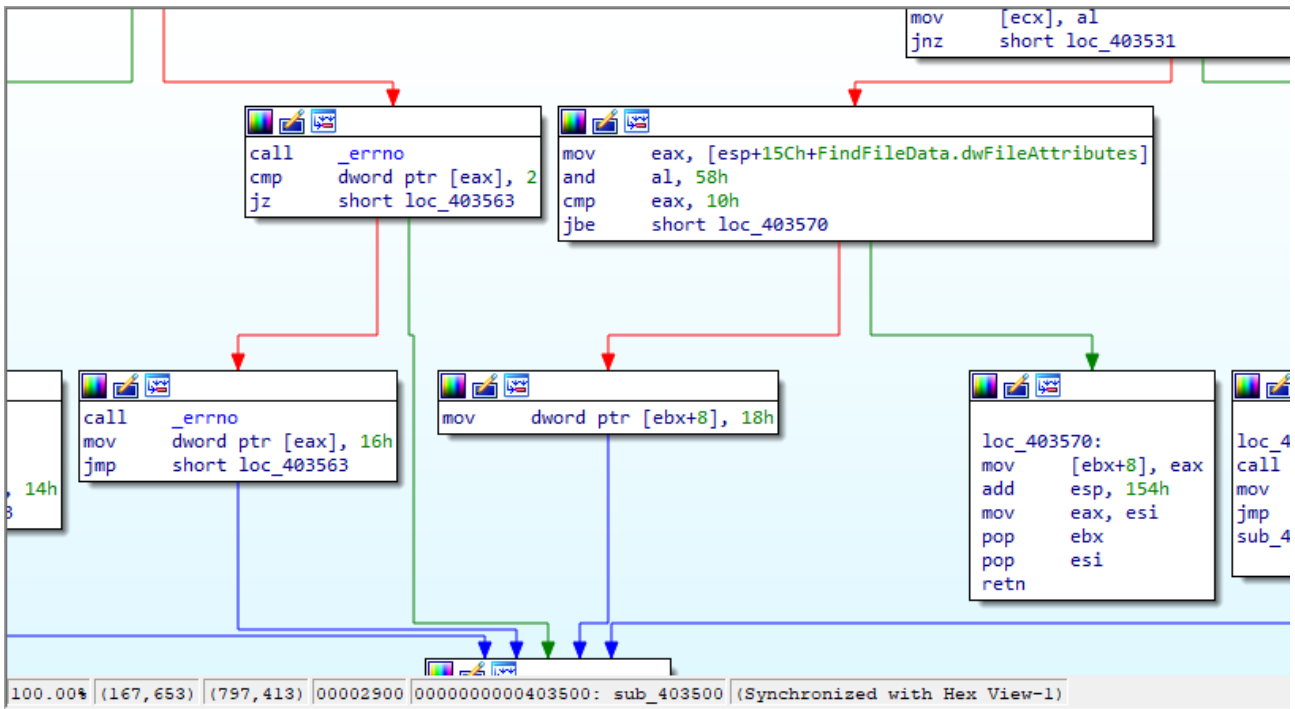 mov [ecx], al
jnz short loc_403531
call _errno
cmp dword ptr [eax], 2
jz short loc_403563
mov eax, [esp+15Ch+FindFileData.dwFileAttributes]
and al, 58h
cmp eax, 10h
jbe short loc_403570
, 14h
3
call _errno
mov dword ptr [eax], 16h
jmp short loc_403563
mov dword ptr [ebx+8], 18h
loc_403570:
mov [ebx+8], eax
add esp, 154h
mov eax, esi
pop ebx
pop esi
retn
loc_4
call
mov
jmp
sub_4
100.00% (167,653) (797,413) 00002900 0000000000403500: sub_403500 (Synchronized with Hex View-1)